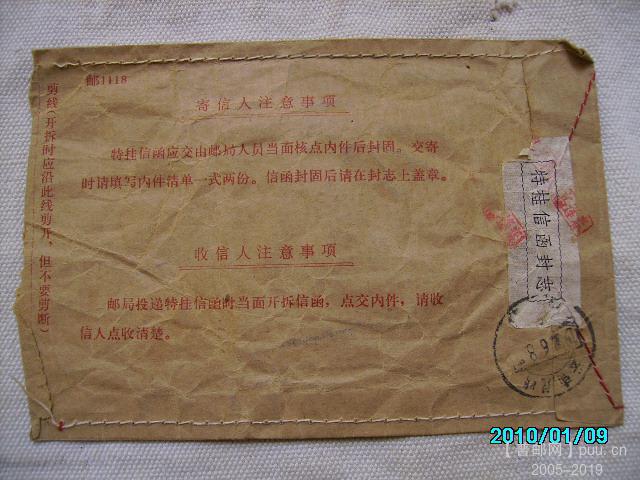 邮1118
剪线(开拆时应沿此线剪开,但不要剪断)
寄信人注意事项
特挂信函应交由邮局人员当面核点内件后封固。交寄
时请填写内件清单一式两份。信函封固后请在封志上盖章。
收信人注意事项
邮局投递特挂信函时当面开拆信函,点交内件,请收
信人点收清楚。
特挂信函封志
2010/01/09
puu.cn
2005-2019